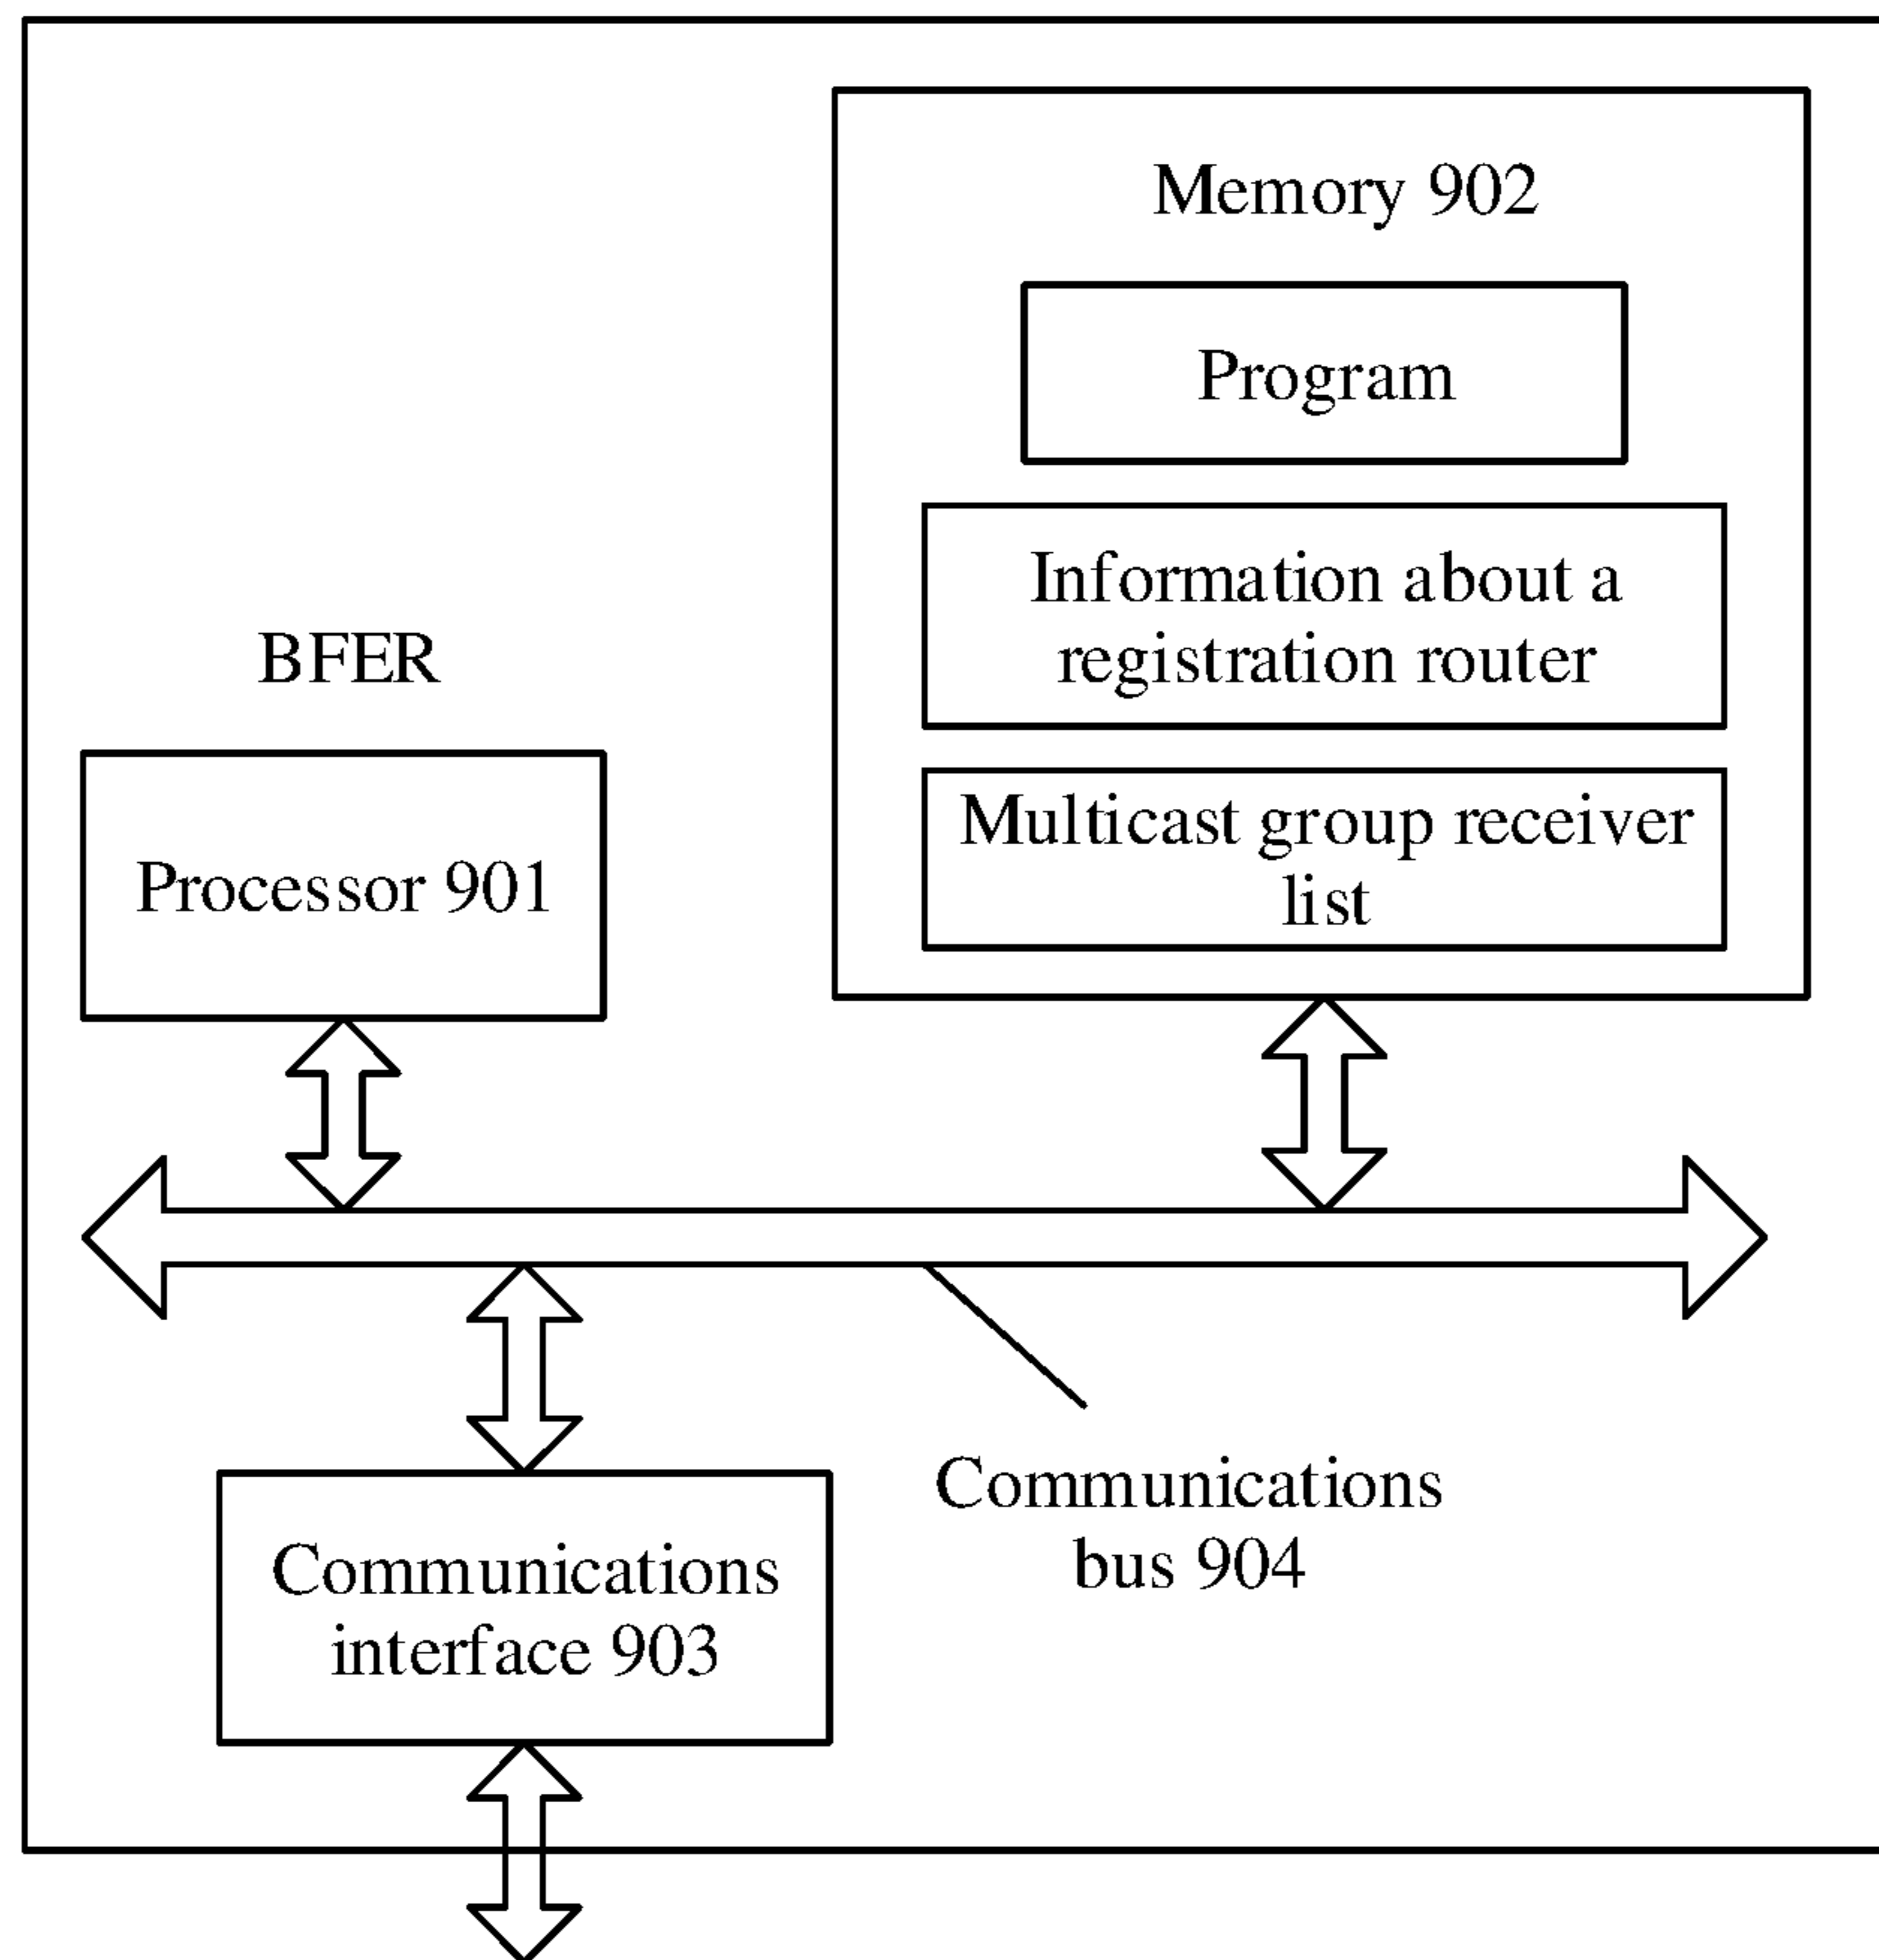 Memory 902
Program
Information about a
registration router
Multicast group receiver
list
BFER
Processor 901
Communications
bus 904
Communications
interface 903